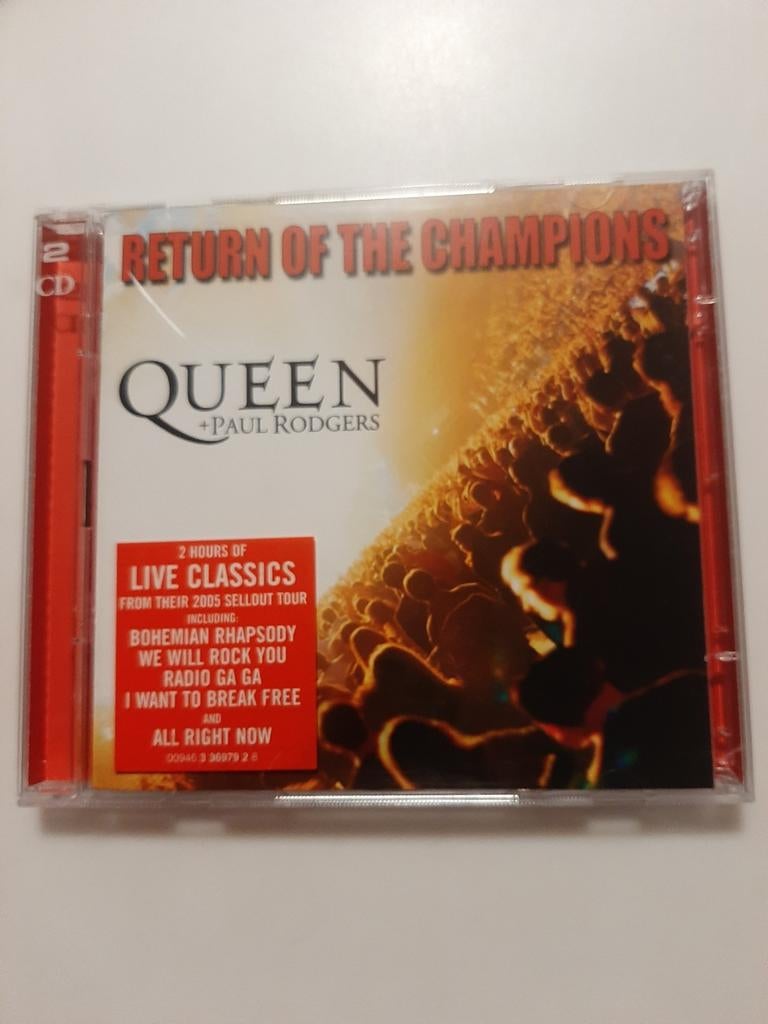 2
CD
RETURN OF THE CHAMPIONS
QUEEN
+PAUL RODGERS
2 HOURS OF
LIVE CLASSICS
FROM THEIR 2005 SELLOUT TOUR
INCLUDING:
BOHEMIAN RHAPSODY
WE WILL ROCK YOU
RADIO GA GA
I WANT TO BREAK FREE
AND
ALL RIGHT NOW
00946 3 36979 2 6